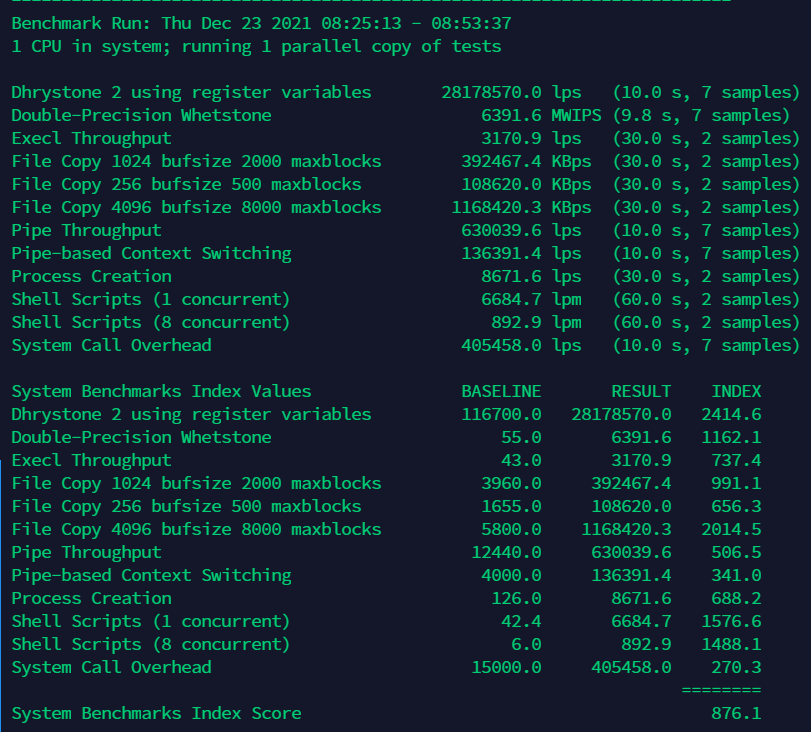 Benchmark Run: Thu Dec 23 2021 08:25:13 - 08:53:37
1 CPU in system; running 1 parallel copy of tests
Dhrystone 2 using register variables 28178570.0 lps (10.0 s, 7 samples)
Double-Precision Whetstone 6391.6 MWIPS (9.8 s, 7 samples)
Execl Throughput 3170.9 lps (30.0 s, 2 samples)
File Copy 1024 bufsize 2000 maxblocks 392467.4 KBps (30.0 s, 2 samples)
File Copy 256 bufsize 500 maxblocks 108620.0 KBps (30.0 s, 2 samples)
File Copy 4096 bufsize 8000 maxblocks 1168420.3 KBps (30.0 s, 2 samples)
Pipe Throughput 630039.6 lps (10.0 s, 7 samples)
Pipe-based Context Switching 136391.4 lps (10.0 s, 7 samples)
Process Creation 8671.6 lps (30.0 s, 2 samples)
Shell Scripts (1 concurrent) 6684.7 lpm (60.0 s, 2 samples)
Shell Scripts (8 concurrent) 892.9 lpm (60.0 s, 2 samples)
System Call Overhead 405458.0 lps (10.0 s, 7 samples)
System Benchmarks Index Values BASELINE RESULT INDEX
Dhrystone 2 using register variables 116700.0 28178570.0 2414.6
Double-Precision Whetstone 55.0 6391.6 1162.1
Execl Throughput 43.0 3170.9 737.4
File Copy 1024 bufsize 2000 maxblocks 3960.0 392467.4 991.1
File Copy 256 bufsize 500 maxblocks 1655.0 108620.0 656.3
File Copy 4096 bufsize 8000 maxblocks 5800.0 1168420.3 2014.5
Pipe Throughput 12440.0 630039.6 506.5
Pipe-based Context Switching 4000.0 136391.4 341.0
Process Creation 126.0 8671.6 688.2
Shell Scripts (1 concurrent) 42.4 6684.7 1576.6
Shell Scripts (8 concurrent) 6.0 892.9 1488.1
System Call Overhead 15000.0 405458.0 270.3
========
System Benchmarks Index Score 876.1